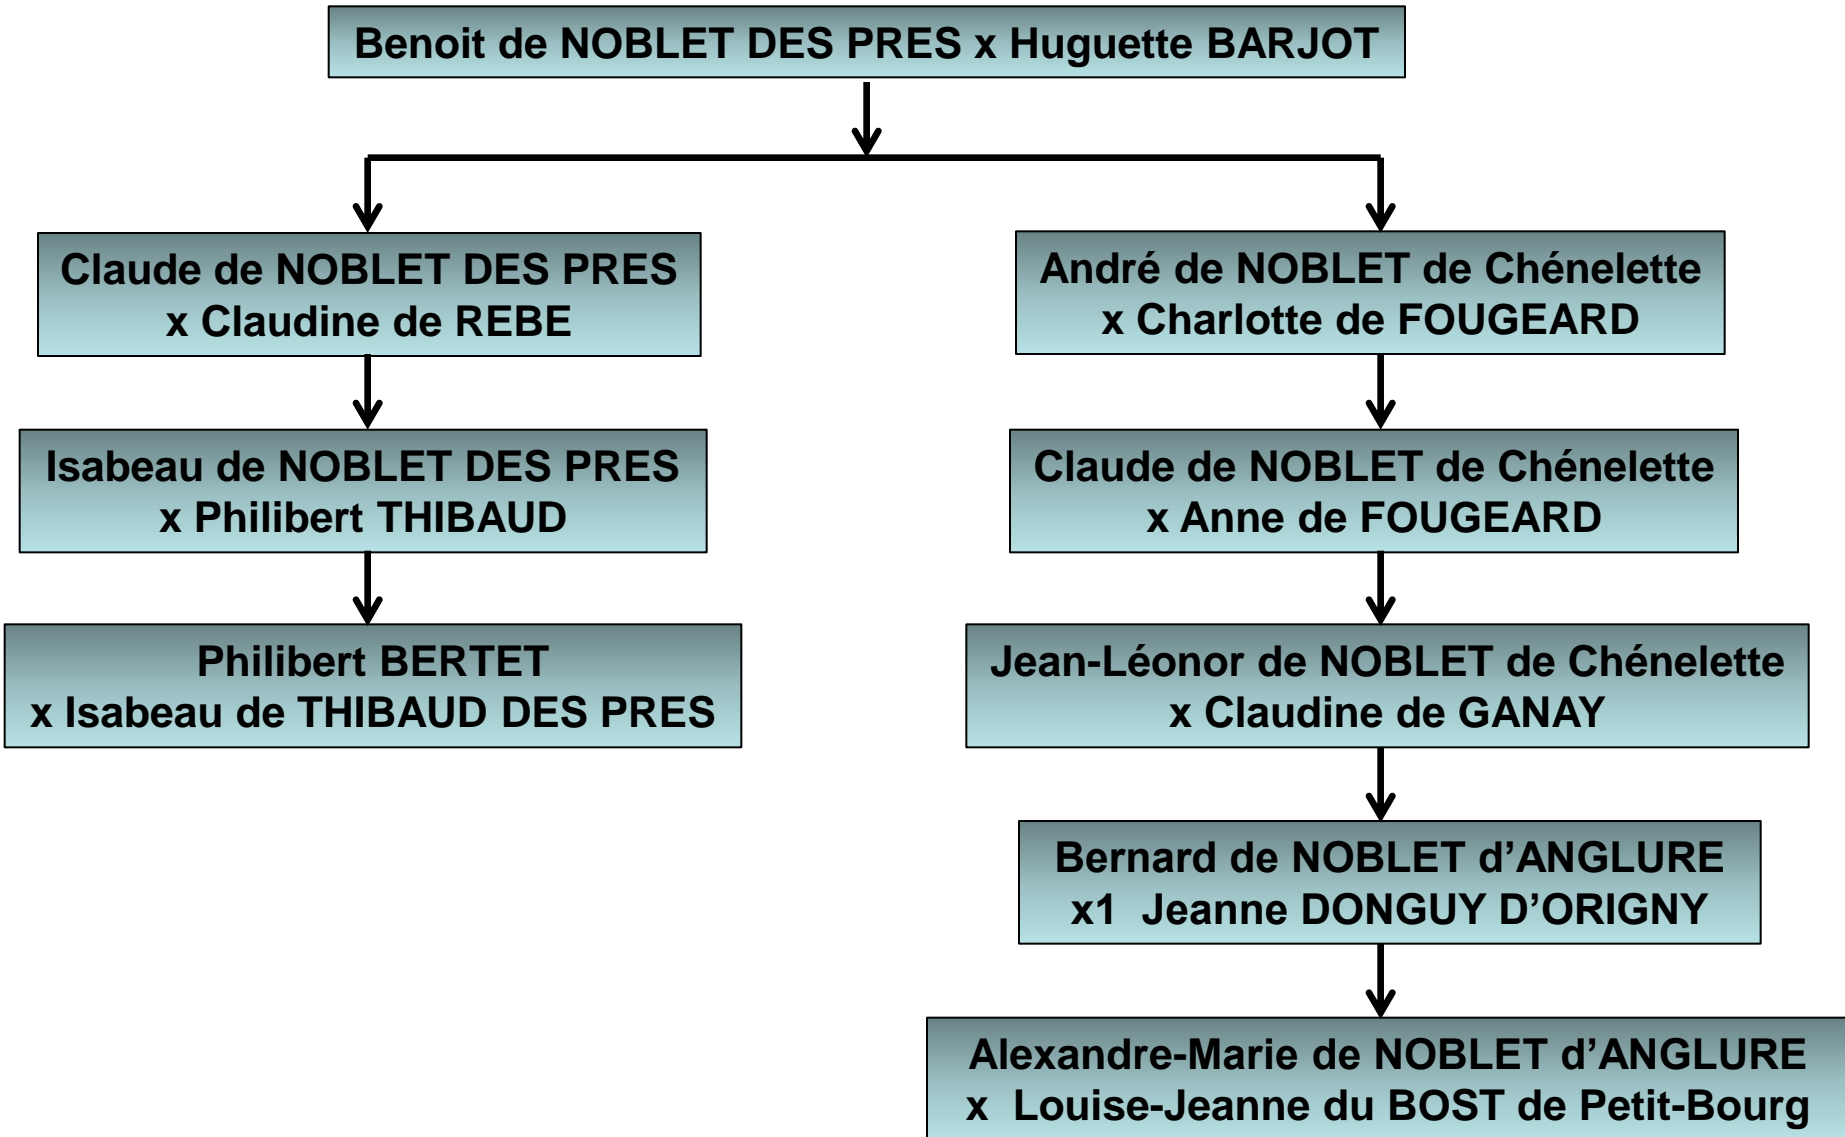 Benoit de NOBLET DES PRES x Huguette BARJOT
Claude de NOBLET DES PRES
x Claudine de REBE
André de NOBLET de Chénelette
x Charlotte de FOUGEARD
Isabeau de NOBLET DES PRES
x Philibert THIBAUD
Claude de NOBLET de Chénelette
x Anne de FOUGEARD
Philibert BERTET
x Isabeau de THIBAUD DES PRES
Jean-Léonor de NOBLET de Chénelette
x Claudine de GANAY
Bernard de NOBLET d’ANGLURE
x1 Jeanne DONGUY D’ORIGNY
Alexandre-Marie de NOBLET d’ANGLURE
x Louise-Jeanne du BOST de Petit-Bourg